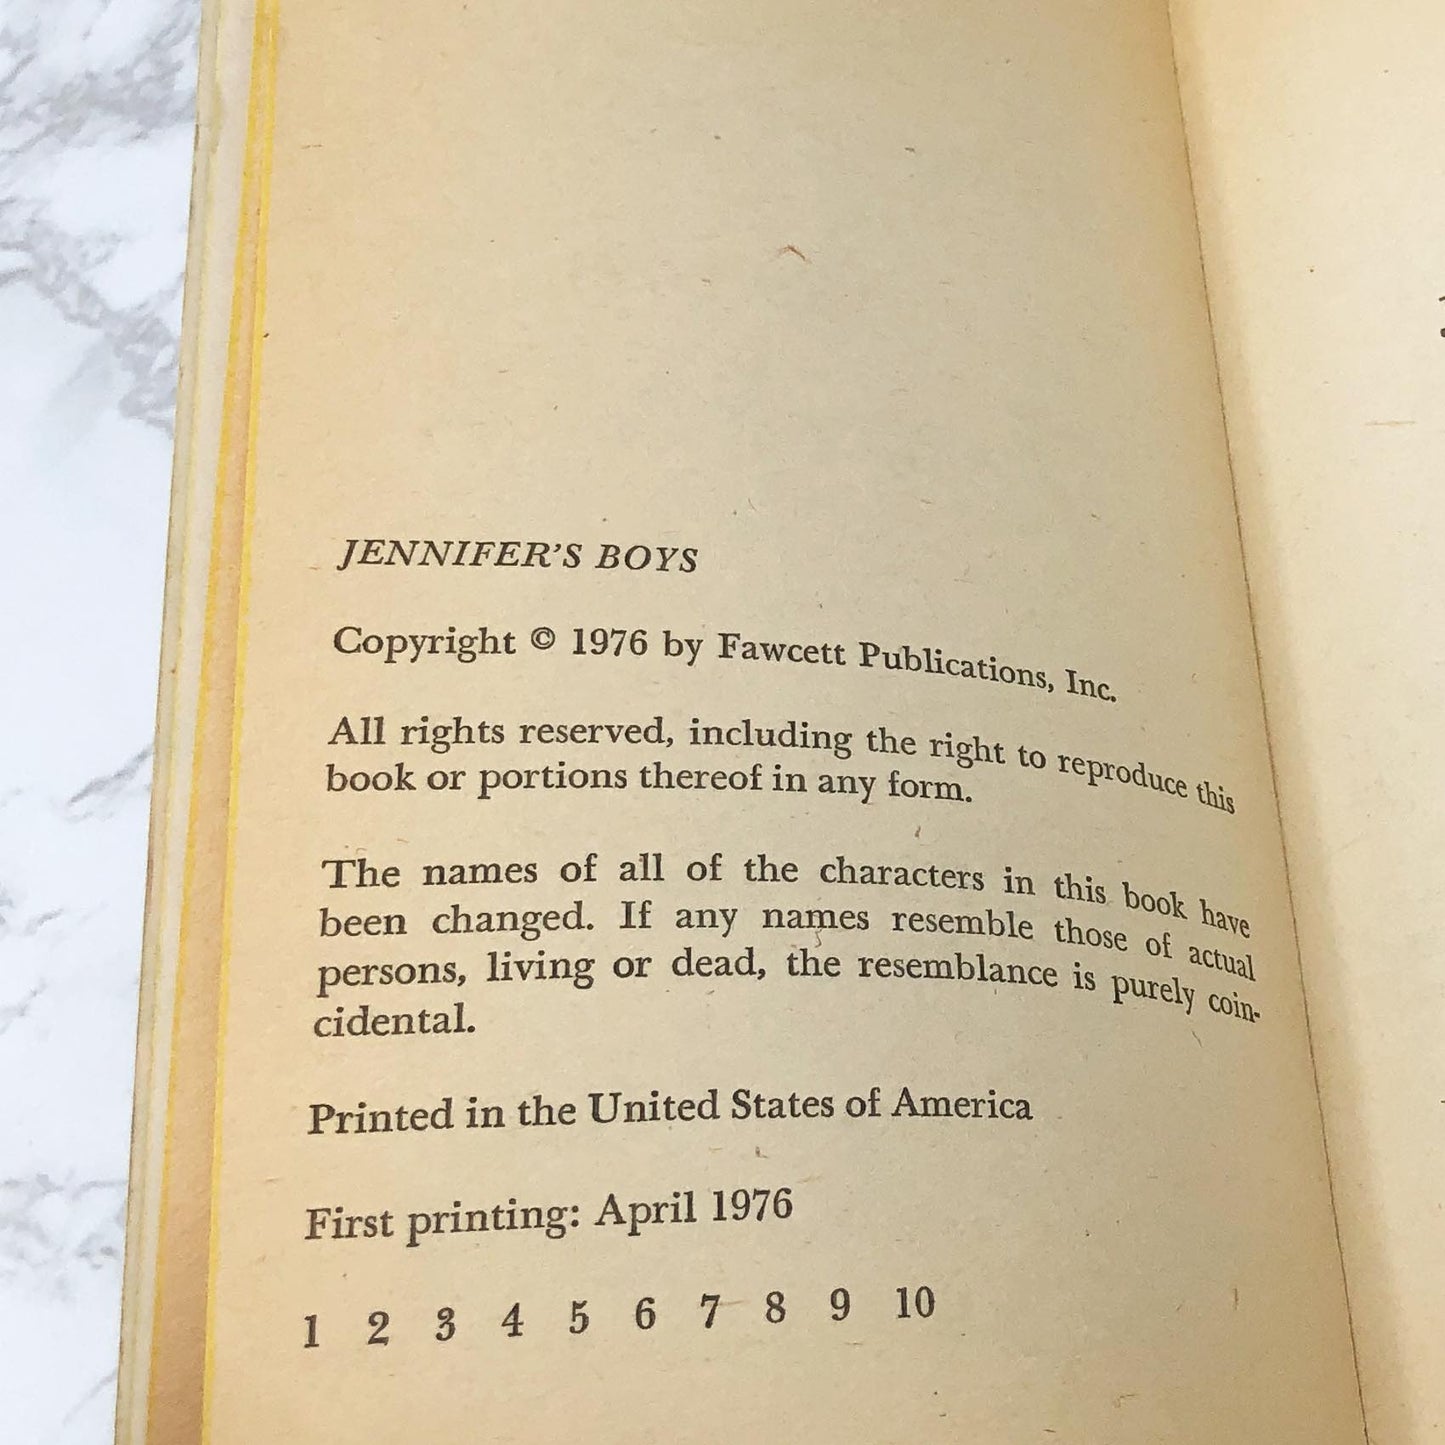 JENNIFER'S BOYS
Copyright © 1976 by Fawcett Publications, Inc.
All rights reserved, including the right to reproduce this
book or portions thereof in any form.
The names of all of the characters in this book have
been changed. If any names resemble those of actual
persons, living or dead, the resemblance is purely coin-
cidental.
Printed in the United States of America
First printing: April 1976
1 2 3 4 5 6 7 8 9 10